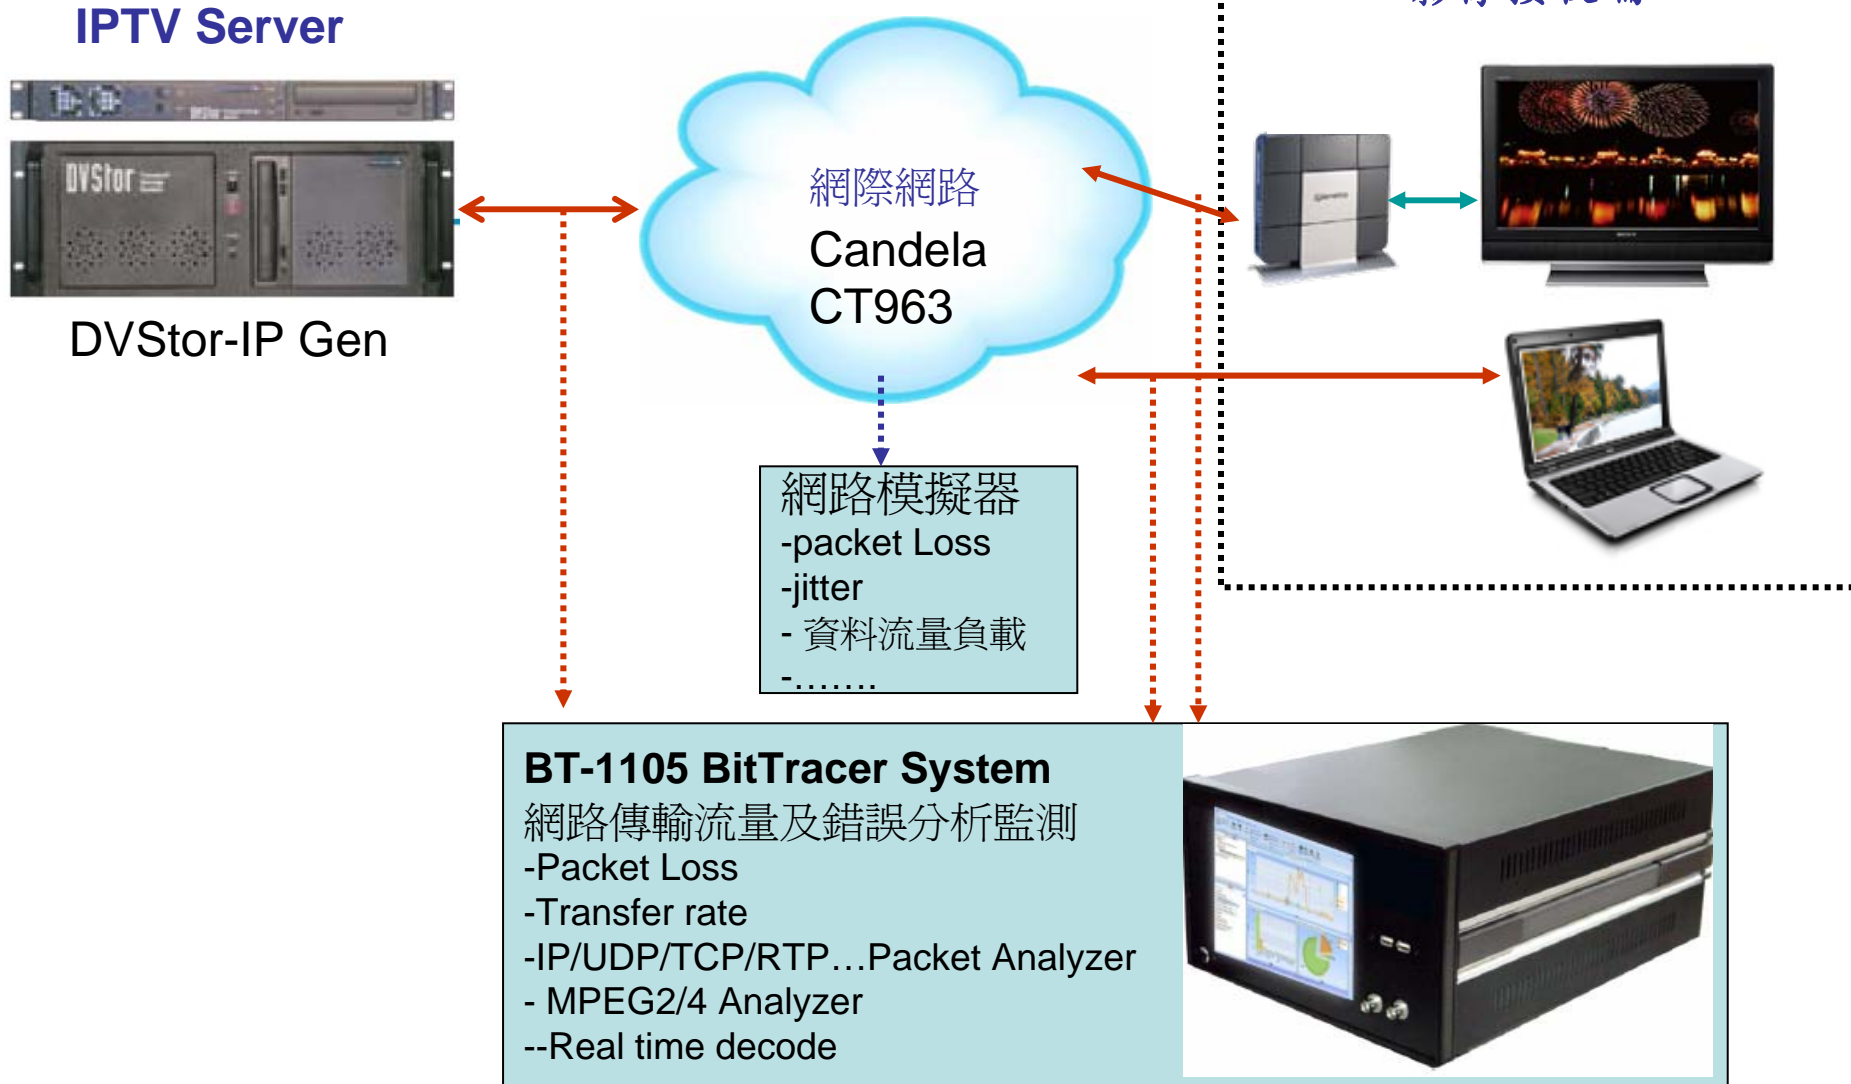 IPTV Server
DVStor
DVStor-IP Gen
網際網路
Candela
CT963
網路模擬器
-packet Loss
-jitter
- 資料流量負載
-.......
BT-1105 BitTracer System
網路傳輸流量及錯誤分析監測
-Packet Loss
-Transfer rate
-IP/UDP/TCP/RTP…Packet Analyzer
- MPEG2/4 Analyzer
--Real time decode